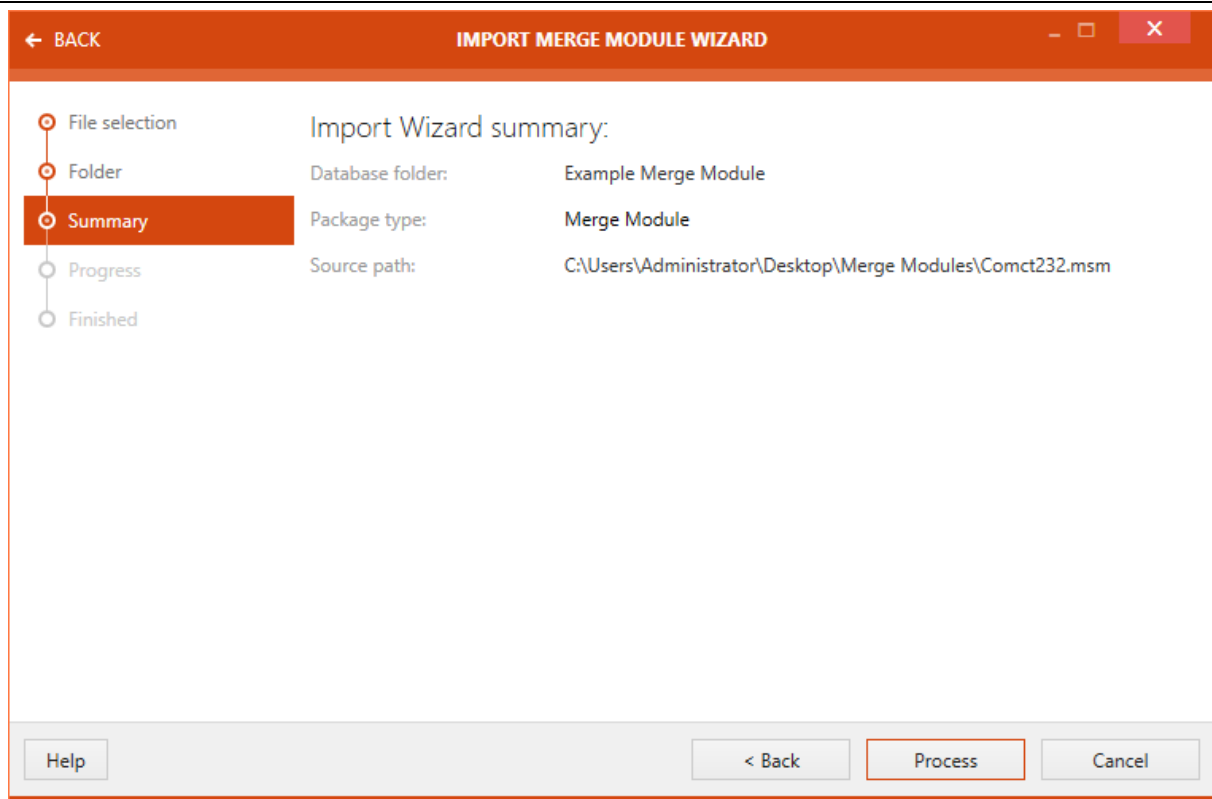 BACK
IMPORT MERGE MODULE WIZARD
File selection
Folder
Summary
Progress
Finished
Import Wizard summary:
Database folder: Example Merge Module
Package type: Merge Module
Source path: C:\Users\Administrator\Desktop\Merge Modules\Comct232.msm
Help < Back Process Cancel